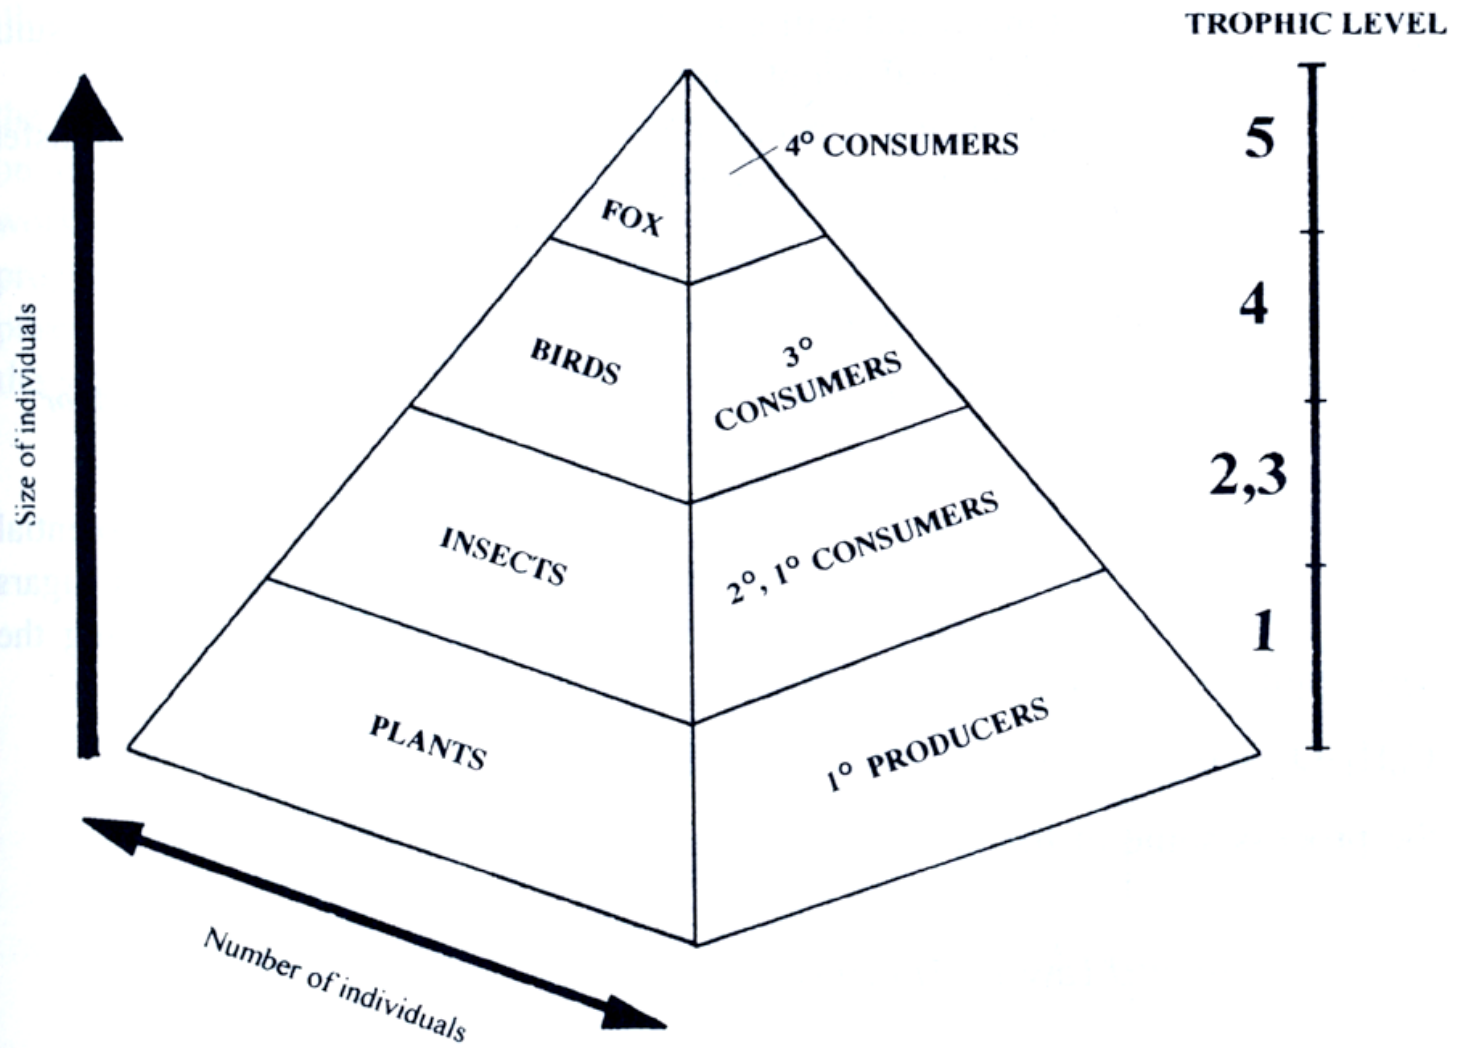 TROPHIC LEVEL
4° CONSUMERS
5
FOX
4
BIRDS
3°
CONSUMERS
2,3
INSECTS
2°, 1° CONSUMERS
1
PLANTS
1° PRODUCERS
Size of individuals
Number of individuals